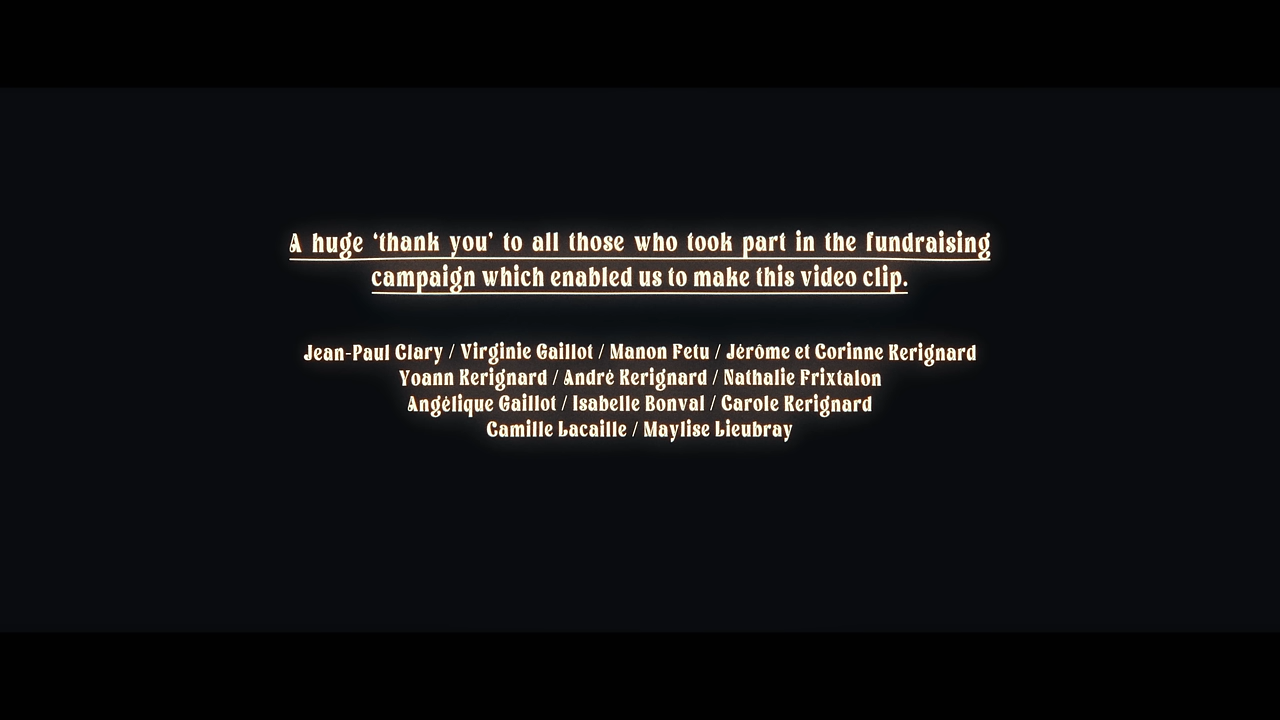 A huge ‘thank you’ to all those who took part in the fundraising
campaign which enabled us to make this video clip.
Jean-Paul Clary / Virginie Gaillot / Manon Fetu / Jérôme et Corinne Kerignard
Yoann Kerignard / André Kerignard / Nathalie Frixtalon
Angélique Gaillot / Isabelle Bonval / Carole Kerignard
Camille Lacaille / Maylise Lieubray